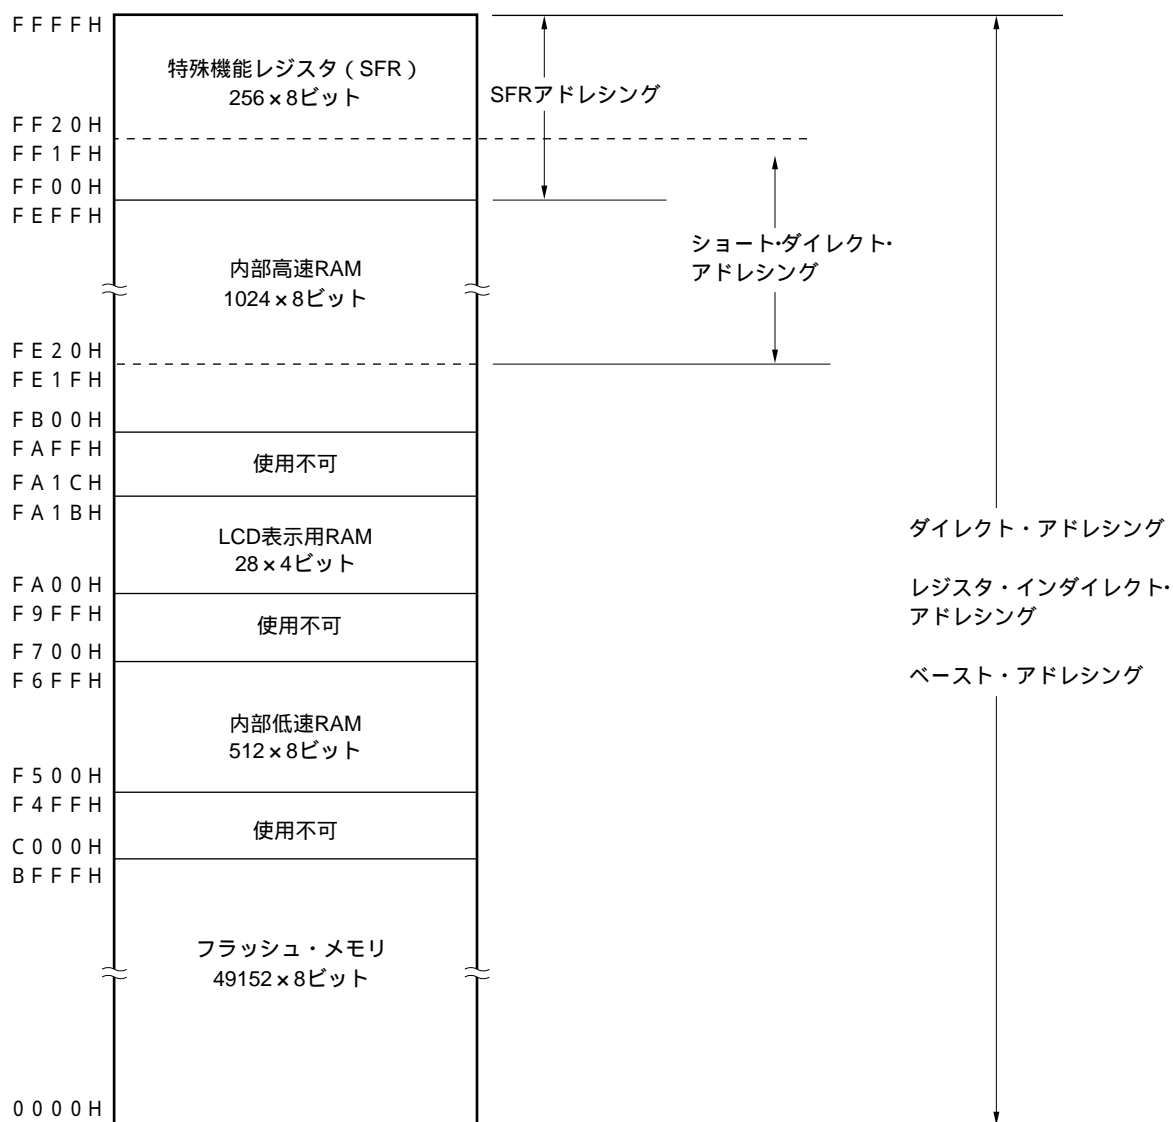 FFFFH
特殊機能レジスタ（SFR）
256×8ビット
SFRアドレシング
FF20H
FF1FH
FF00H
FEFFH
ショート・ダイレクト・
アドレシング
内部高速RAM
1024×8ビット
FE20H
FE1FH
FB00H
FAFFH
使用不可
FA1CH
FA1BH
LCD表示用RAM
28×4ビット
ダイレクト・アドレシング
レジスタ・インダイレクト・
アドレシング
ベースト・アドレシング
FA00H
F9FFH
使用不可
F700H
F6FFH
内部低速RAM
512×8ビット
F500H
F4FFH
使用不可
C000H
BFFFH
フラッシュ・メモリ
49152×8ビット
0000H